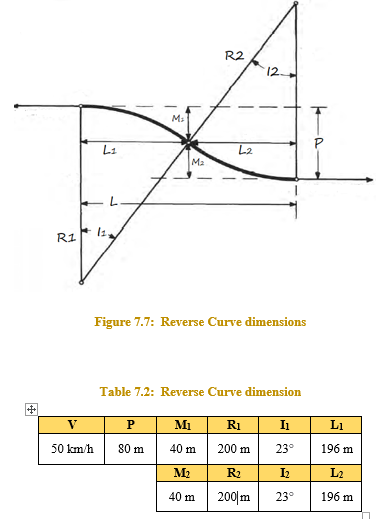 R2
I2
M1
L1
L2
P
M2
L
R1
I1
Figure 7.7: Reverse Curve dimensions
Table 7.2: Reverse Curve dimension
V P M1 R1 I1 L1
50 km/h 80 m 40 m 200 m 23° 196 m
M2 R2 I2 L2
40 m 200 m 23° 196 m